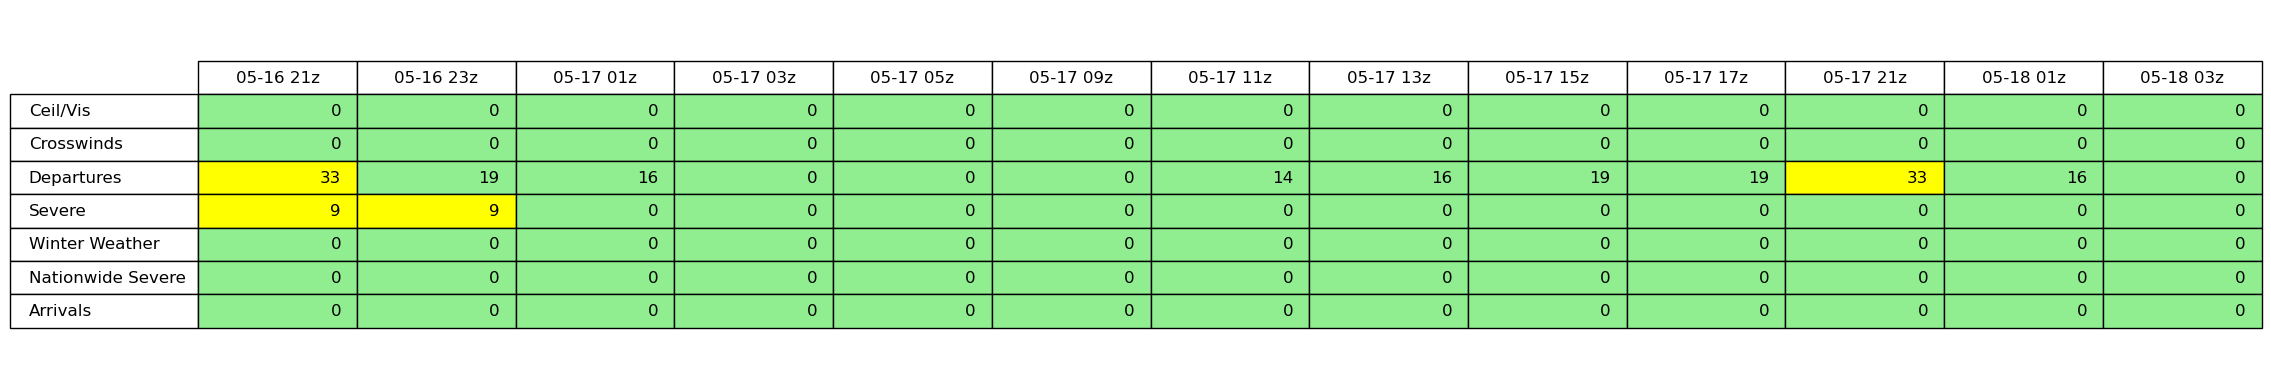 05-16 21z 05-16 23z 05-17 01z 05-17 03z 05-17 05z 05-17 09z 05-17 11z 05-17 13z 05-17 15z 05-17 17z 05-17 21z 05-18 01z 05-18 03z
Ceil/Vis 0 0 0 0 0 0 0 0 0 0 0 0 0
Crosswinds 0 0 0 0 0 0 0 0 0 0 0 0 0
Departures 33 19 16 0 0 0 14 16 19 19 33 16 0
Severe 9 9 0 0 0 0 0 0 0 0 0 0 0
Winter Weather 0 0 0 0 0 0 0 0 0 0 0 0 0
Nationwide Severe 0 0 0 0 0 0 0 0 0 0 0 0 0
Arrivals 0 0 0 0 0 0 0 0 0 0 0 0 0